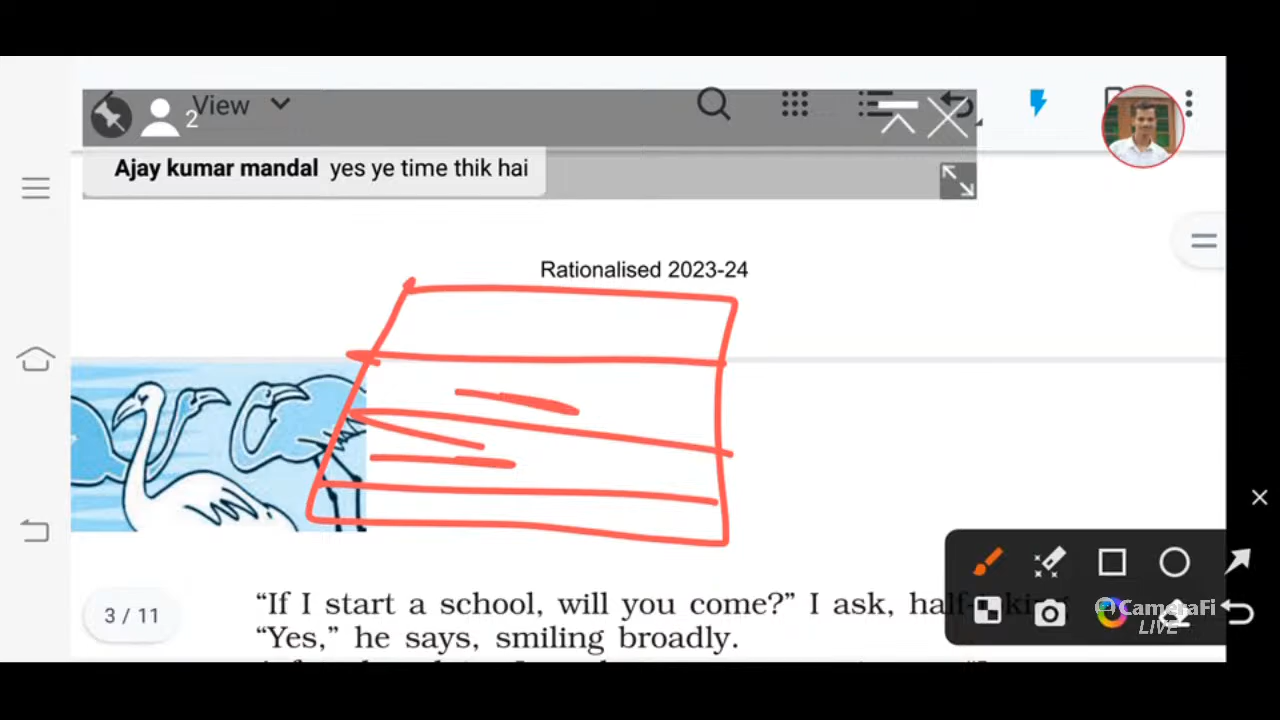 View
2
Ajay kumar mandal yes ye time thik hai
Rationalised 2023-24
3 / 11
“If I start a school, will you come?” I ask, half-
“Yes,” he says, smiling broadly.
CameraFi
LIVE